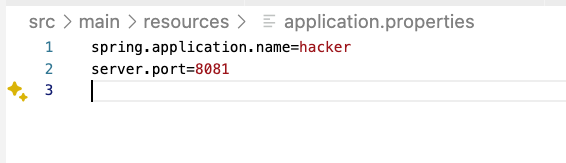 src > main > resources > application.properties
1 spring.application.name=hacker
2 server.port=8081
3